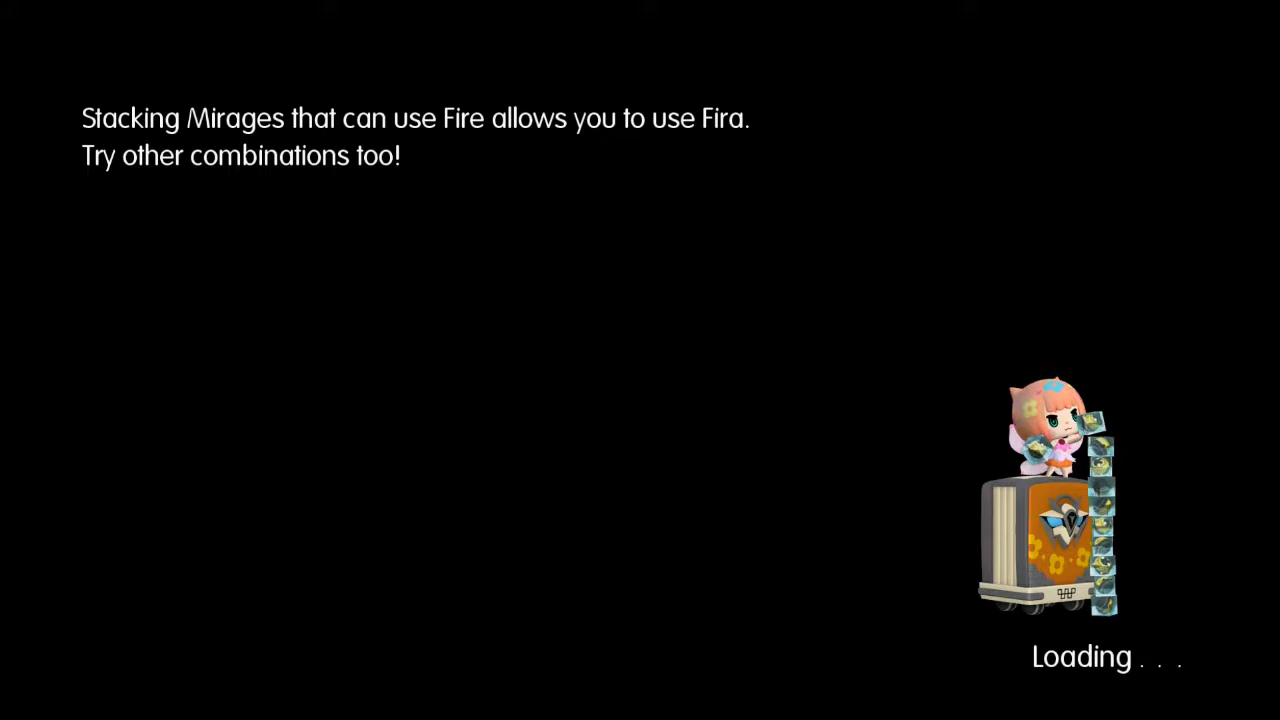 Stacking Mirages that can use Fire allows you to use Fira.
Try other combinations too!
Loading . . .